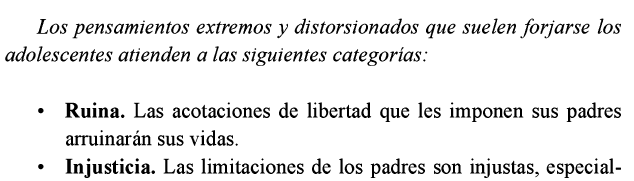 Los pensamientos extremos y distorsionados que suelen forjarse los
adolescentes atienden a las siguientes categorías:
• Ruina. Las acotaciones de libertad que les imponen sus padres
arruinarán sus vidas.
• Injusticia. Las limitaciones de los padres son injustas, especial-